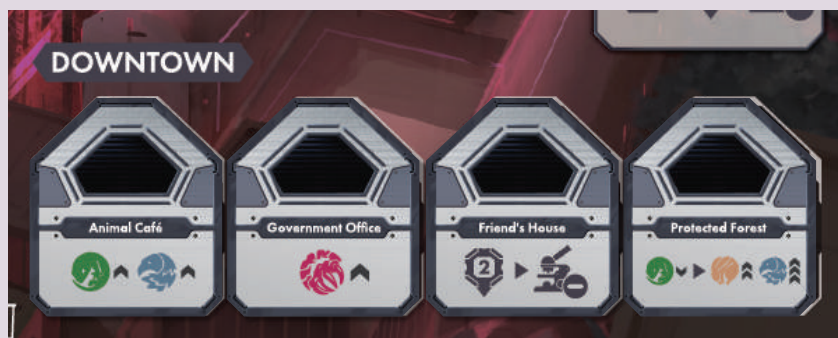 DOWNTOWN
Animal Café
Government Office
Friend's House
2
Protected Forest